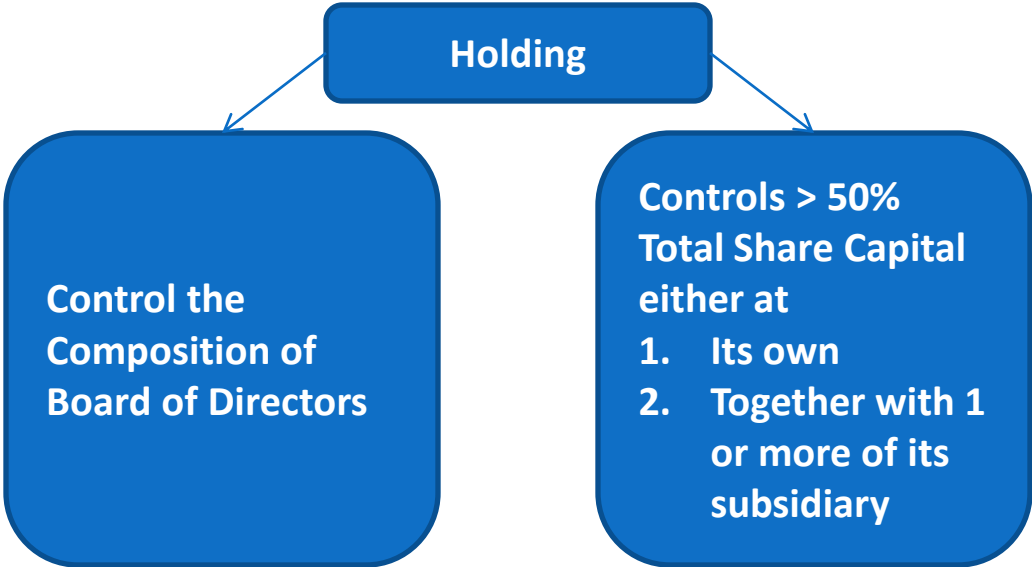 Holding
Control the
Composition of
Board of Directors
Controls > 50%
Total Share Capital
either at
1. Its own
2. Together with 1
or more of its
subsidiary